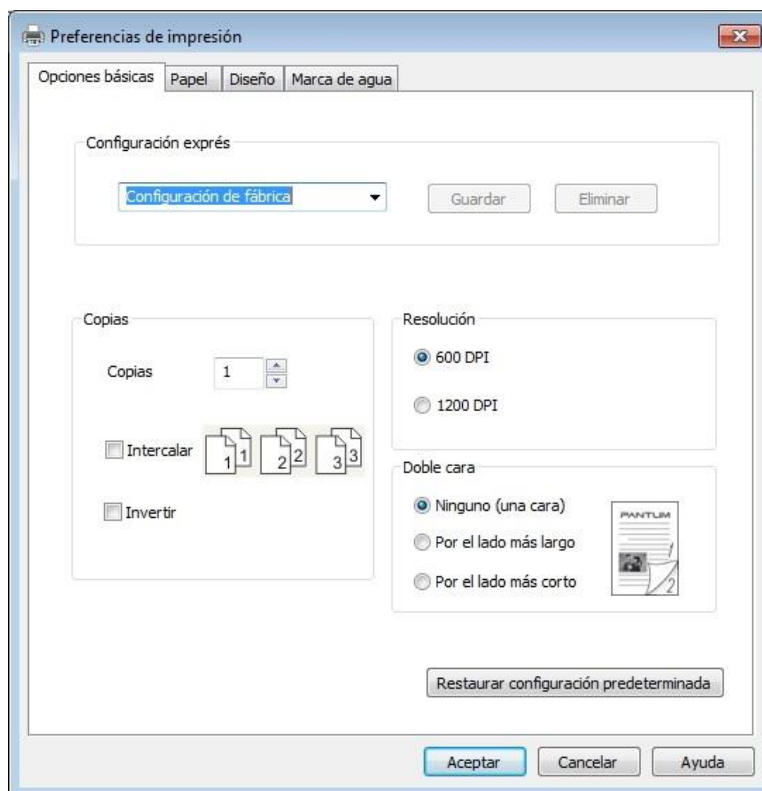 Preferencias de impresión
Opciones básicas Papel Diseño Marca de agua
Configuración exprés
Configuración de fábrica Guardar Eliminar
Copias
Copias 1
Intercalar 1 1 2 2 3 3
Invertir
Resolución
600 DPI
1200 DPI
Doble cara
Ninguno (una cara)
Por el lado más largo
Por el lado más corto
PANTUM
1
2
Restaurar configuración predeterminada
Aceptar Cancelar Ayuda